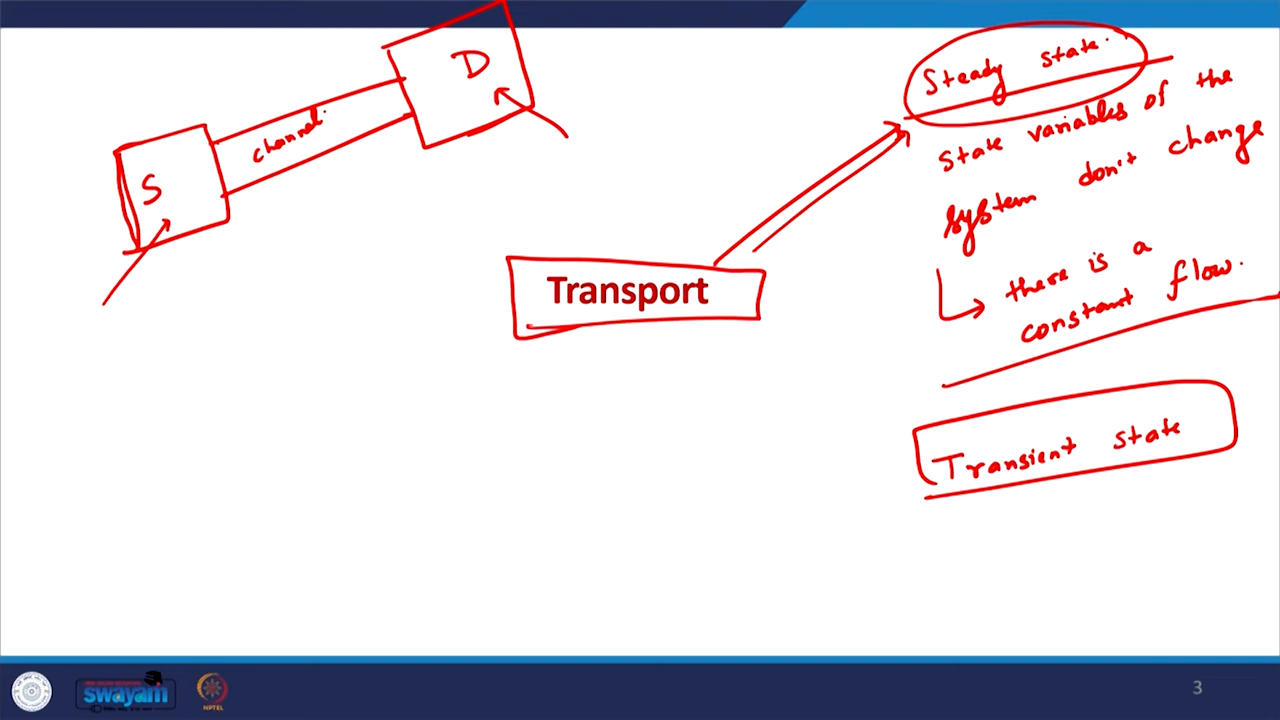 S
channel
D
Transport
Steady state.
State variables of the
system don't change
there is a
constant flow.
Transient state
swayam
NPTEL
3